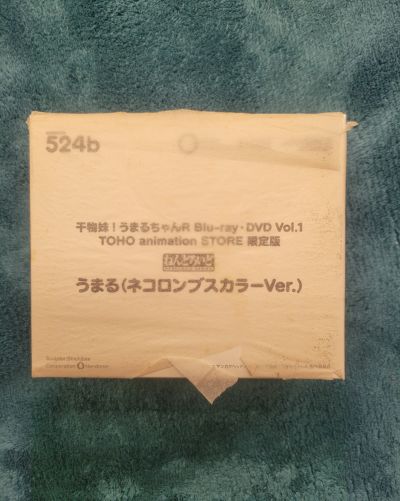 524b
干物妹!うまるちゃんR Blu-ray・DVD Vol.1
TOHO animation STORE 限定版
ねんどろいど
うまる(ネコロンブスカラーVer.)
Sculptor
Cooperation